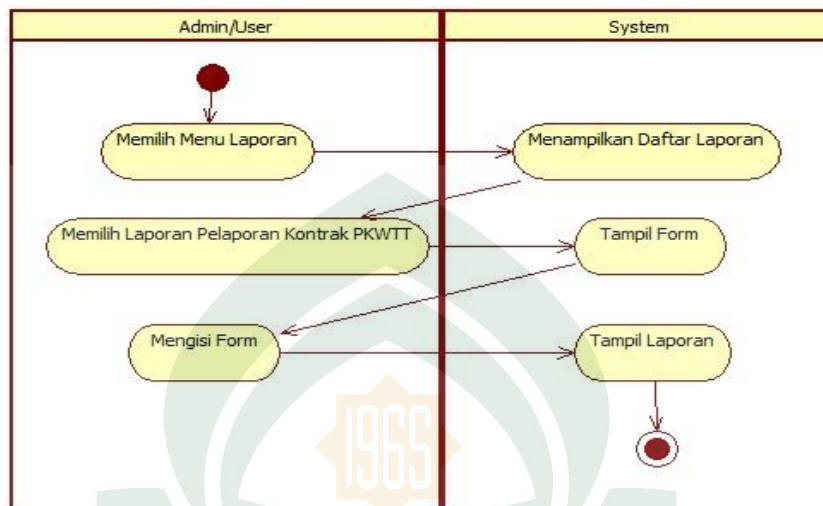 Admin/User
System
Memilih Menu Laporan
Menampilkan Daftar Laporan
Memilih Laporan Pelaporan Kontrak PKWTT
Tampil Form
Mengisi Form
Tampil Laporan
1965